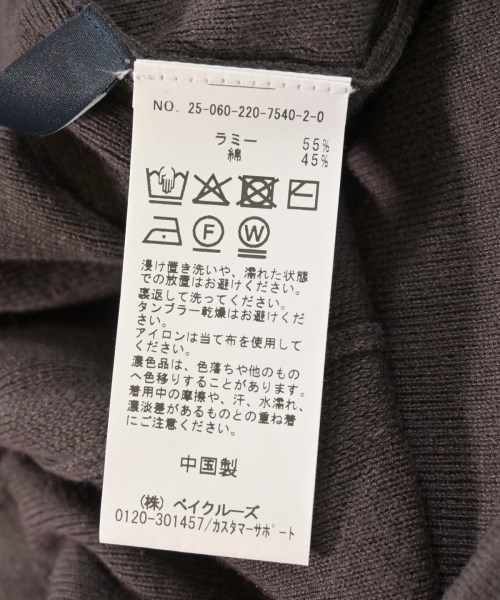 NO. 25-060-220-7540-2-0
ラミー 55%
綿 45%
F
W
浸け置き洗いや、濡れた状態
での放置はお避けください。
裏返して洗ってください。
タンブラー乾燥はお避けくだ
さい。
アイロンは当て布を使用して
ください。
濃色品は、色落ちや他のもの
へ色移りすることがあります。
着用中の摩擦や、汗、水濡れ、
濃淡差があるものとの重ね着
にご注意ください。
中国製
(株) ベイクルーズ
0120-301457/カスタマーサポート